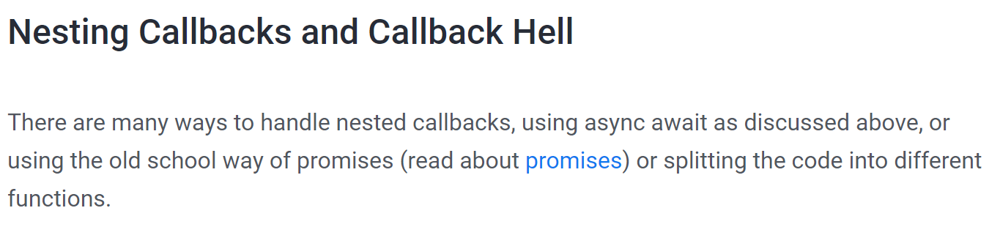 Nesting Callbacks and Callback Hell
There are many ways to handle nested callbacks, using async await as discussed above, or
using the old school way of promises (read about promises) or splitting the code into different
functions.